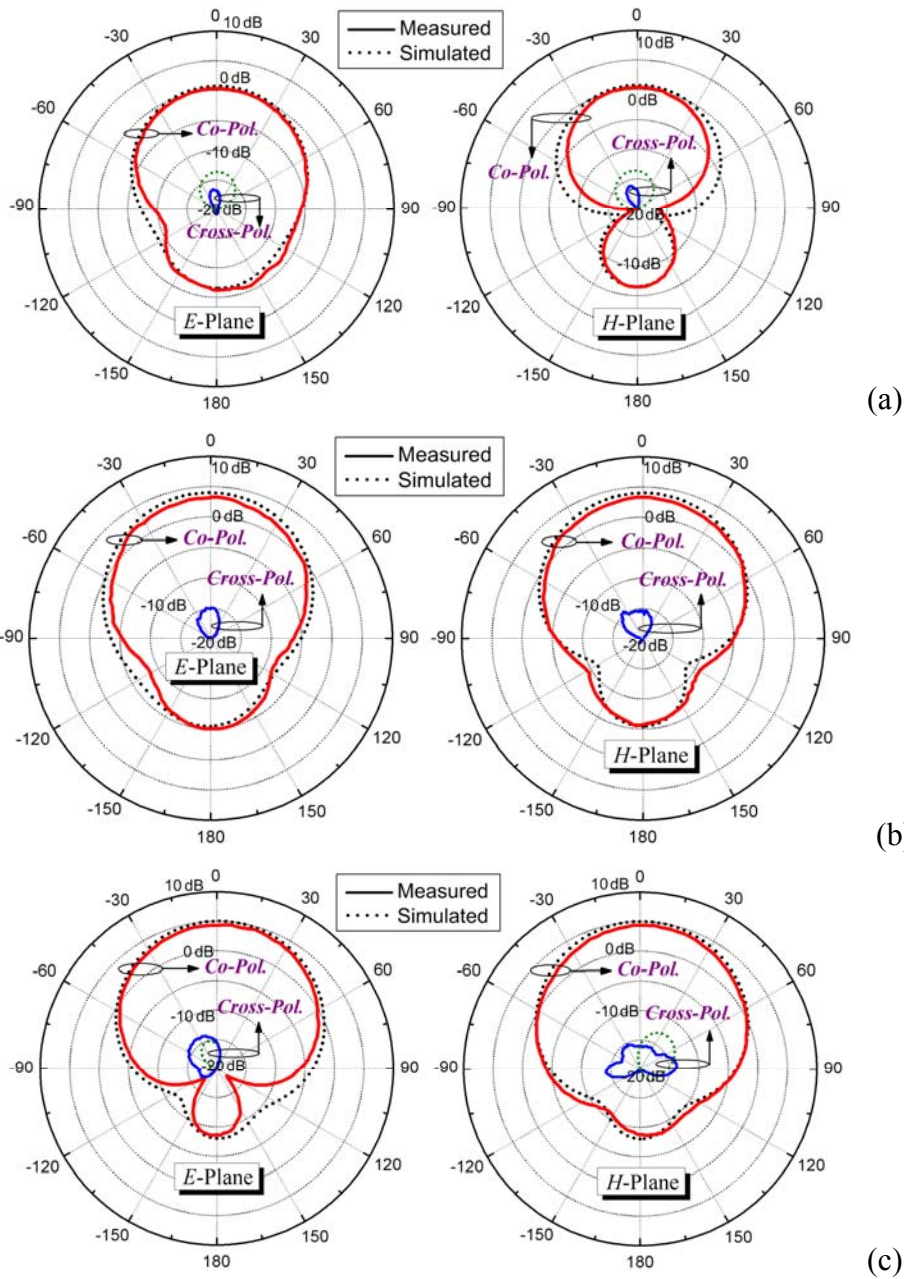 0
10 dB
Measured
Simulated
0
10 dB
-30
30
-30
30
0 dB
0 dB
-60
60
-60
60
Co-Pol.
Cross-Pol.
-10 dB
Co-Pol.
-90
90
-90
90
-20 dB
20 dB
Cross-Pol.
-10 dB
-120
120
-120
120
E-Plane
H-Plane
-150
150
-150
150
180
180
(a)
0
10 dB
Measured
Simulated
0
10 dB
-30
30
-30
30
0 dB
0 dB
-60
60
-60
60
Co-Pol.
Co-Pol.
Cross-Pol.
Cross-Pol.
-10 dB
-10 dB
-90
90
-90
90
-20 dB
-20 dB
E-Plane
-120
120
-120
120
H-Plane
-150
150
-150
150
180
180
(b)
0
10 dB
Measured
Simulated
0
10 dB
-30
30
-30
30
0 dB
0 dB
-60
60
-60
60
Co-Pol.
Co-Pol.
Cross-Pol.
Cross-Pol.
-10 dB
-10 dB
-90
90
-90
90
20 dB
-20 dB
-120
120
-120
120
E-Plane
H-Plane
-150
150
-150
150
180
180
(c)